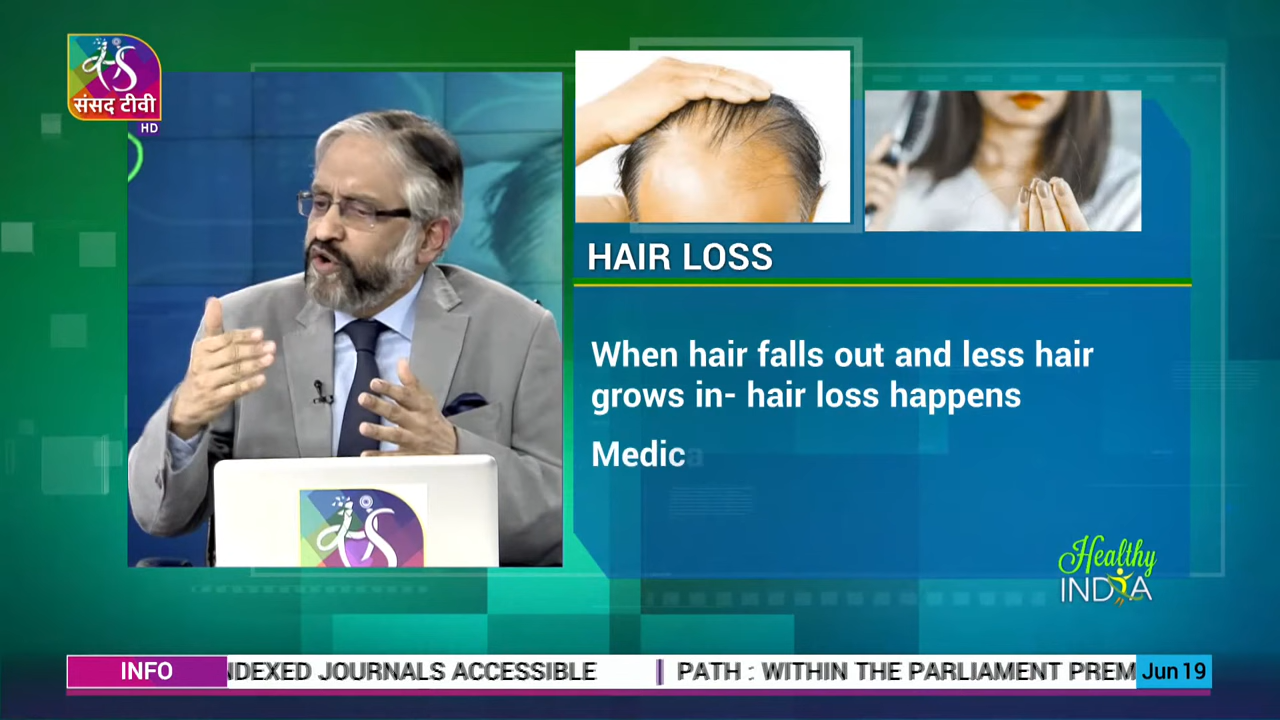 संसद टीवी
HD
HAIR LOSS
When hair falls out and less hair
grows in- hair loss happens
Medica
Healthy
INDIA
INFO
NDEXED JOURNALS ACCESSIBLE | PATH : WITHIN THE PARLIAMENT PREM
Jun 19